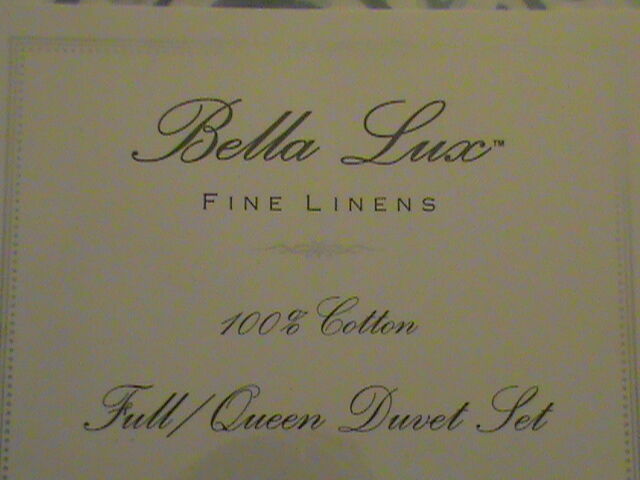 Bella Lux™
FINE LINENS
100% Cotton
Full/Queen Duvet Set